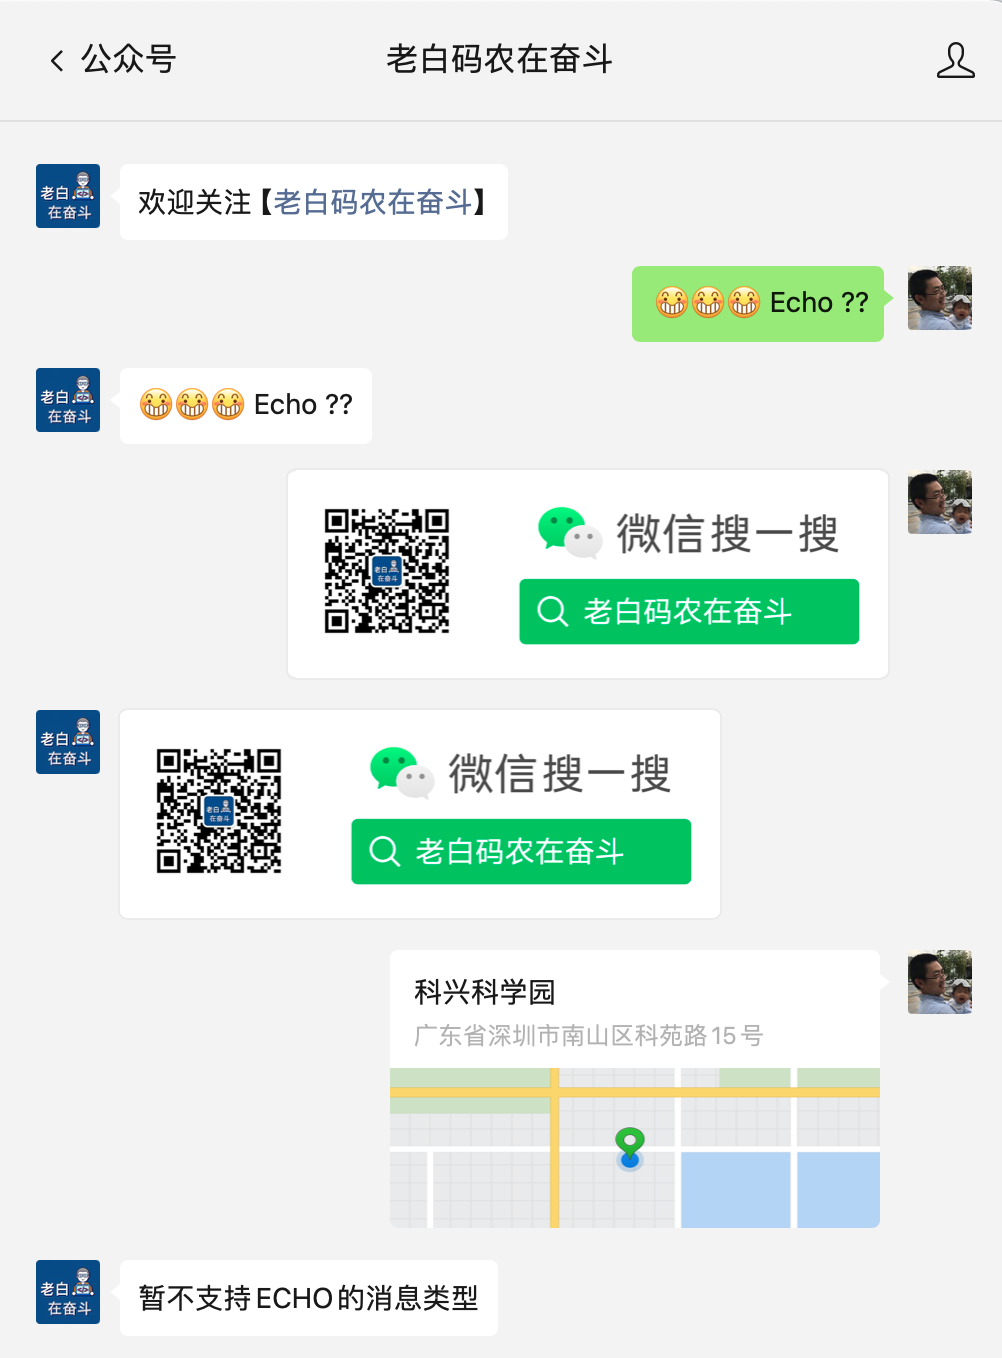 公众号
老白码农在奋斗
老白
在奋斗
欢迎关注【老白码农在奋斗】
😁😁😁 Echo ??
老白
在奋斗
😁😁😁 Echo ??
老白
在奋斗
微信搜一搜
老白码农在奋斗
老白
在奋斗
老白
在奋斗
微信搜一搜
老白码农在奋斗
科兴科学园
广东省深圳市南山区科苑路15号
老白
在奋斗
暂不支持ECHO的消息类型